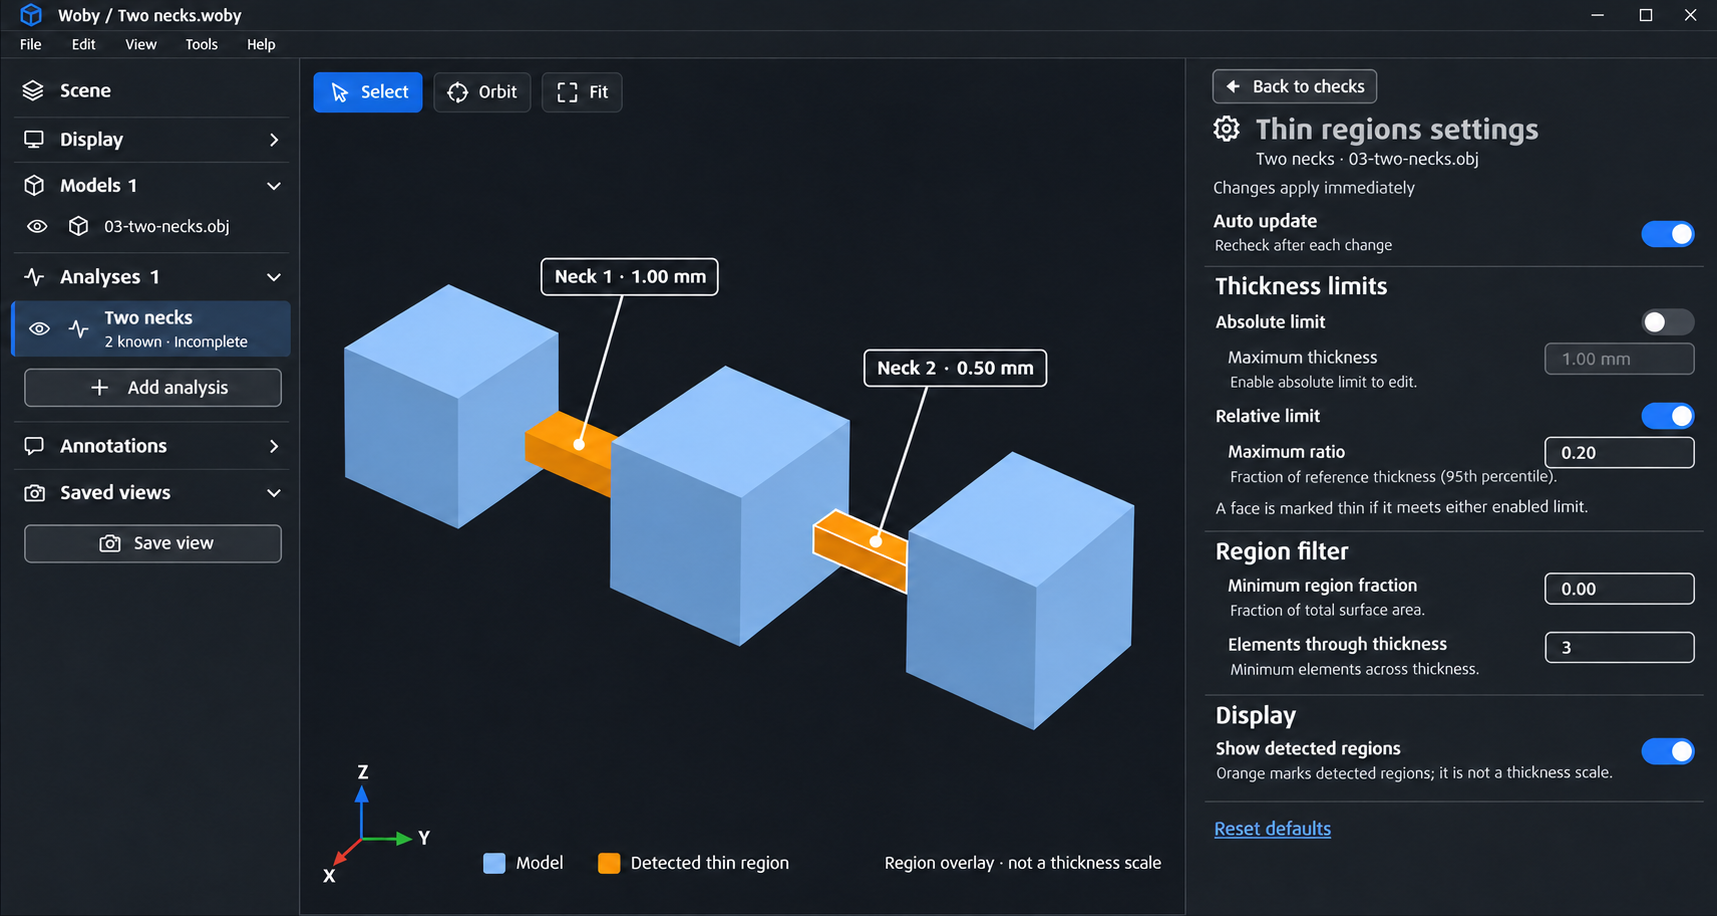 Woby / Two necks.woby
File Edit View Tools Help
Scene
Display
Models 1
03-two-necks.obj
Analyses 1
Two necks
2 known · Incomplete
+ Add analysis
Annotations
Saved views
Save view
Select Orbit Fit
Neck 1 · 1.00 mm
Neck 2 · 0.50 mm
Z
Y
X
Model
Detected thin region
Region overlay · not a thickness scale
Back to checks
Thin regions settings
Two necks · 03-two-necks.obj
Changes apply immediately
Auto update
Recheck after each change
Thickness limits
Absolute limit
Maximum thickness 1.00 mm
Enable absolute limit to edit.
Relative limit
Maximum ratio 0.20
Fraction of reference thickness (95th percentile).
A face is marked thin if it meets either enabled limit.
Region filter
Minimum region fraction 0.00
Fraction of total surface area.
Elements through thickness 3
Minimum elements across thickness.
Display
Show detected regions
Orange marks detected regions; it is not a thickness scale.
Reset defaults